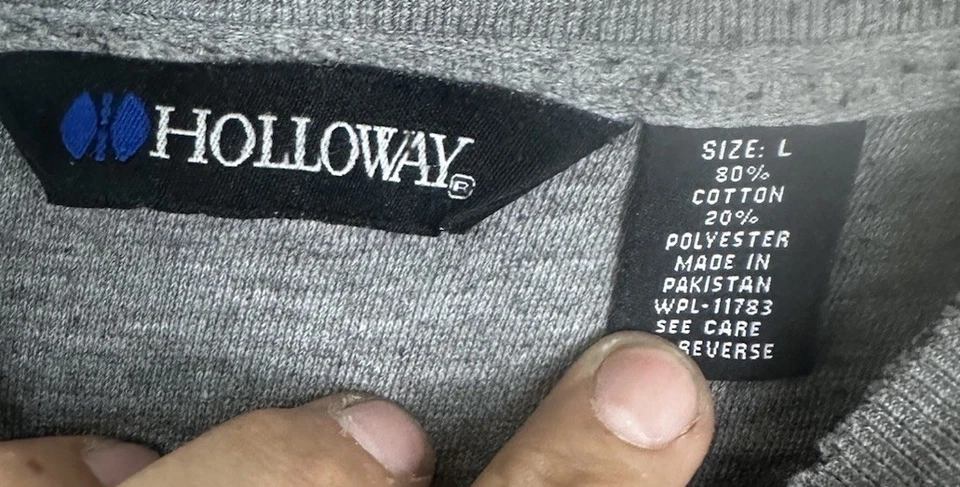 HOLLOWAY®
SIZE: L
80%
COTTON
20%
POLYESTER
MADE IN
PAKISTAN
WPL-11783
SEE CARE
REVERSE